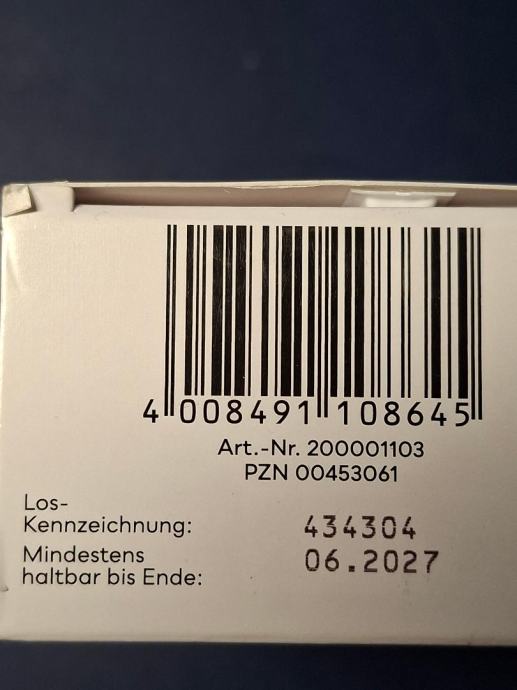 4 008491 108645
Art.-Nr. 200001103
PZN 00453061
Los-
Kennzeichnung: 434304
Mindestens
haltbar bis Ende: 06.2027